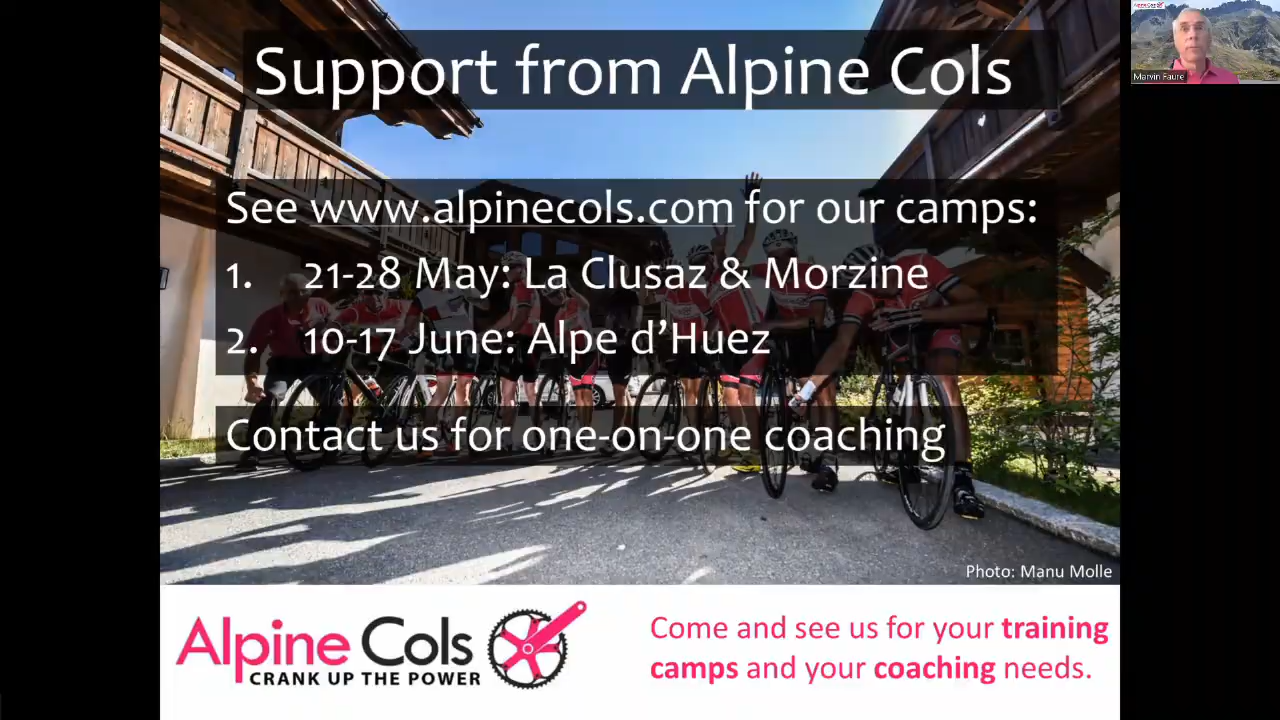 Support from Alpine Cols
See www.alpinecols.com for our camps:
1. 21-28 May: La Clusaz & Morzine
2. 10-17 June: Alpe d’Huez
Contact us for one-on-one coaching
Photo: Manu Molle
Alpine Cols
CRANK UP THE POWER
Come and see us for your training
camps and your coaching needs.
Marvin Faure